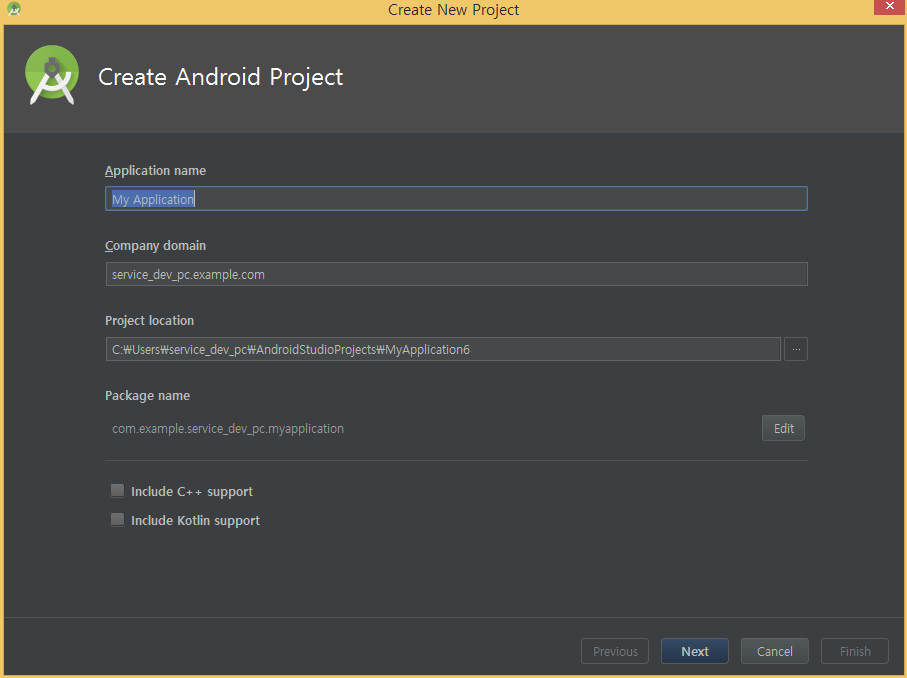 Create New Project
Create Android Project
Application name
My Application
Company domain
service_dev_pc.example.com
Project location
C:₩Users₩service_dev_pc₩AndroidStudioProjects₩MyApplication6
...
Package name
com.example.service_dev_pc.myapplication
Edit
Include C++ support
Include Kotlin support
Previous
Next
Cancel
Finish